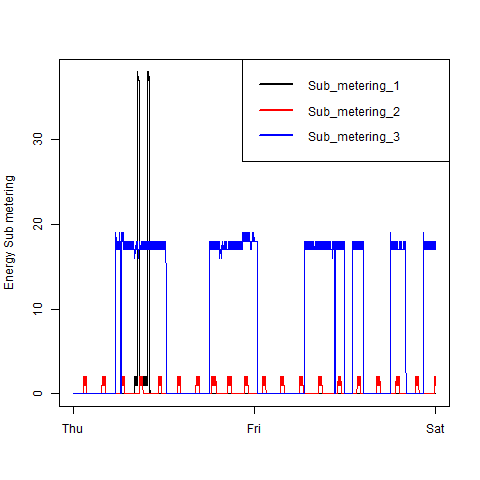 Sub_metering_1
Sub_metering_2
Sub_metering_3
Energy Sub metering
30
20
10
0
Thu Fri Sat